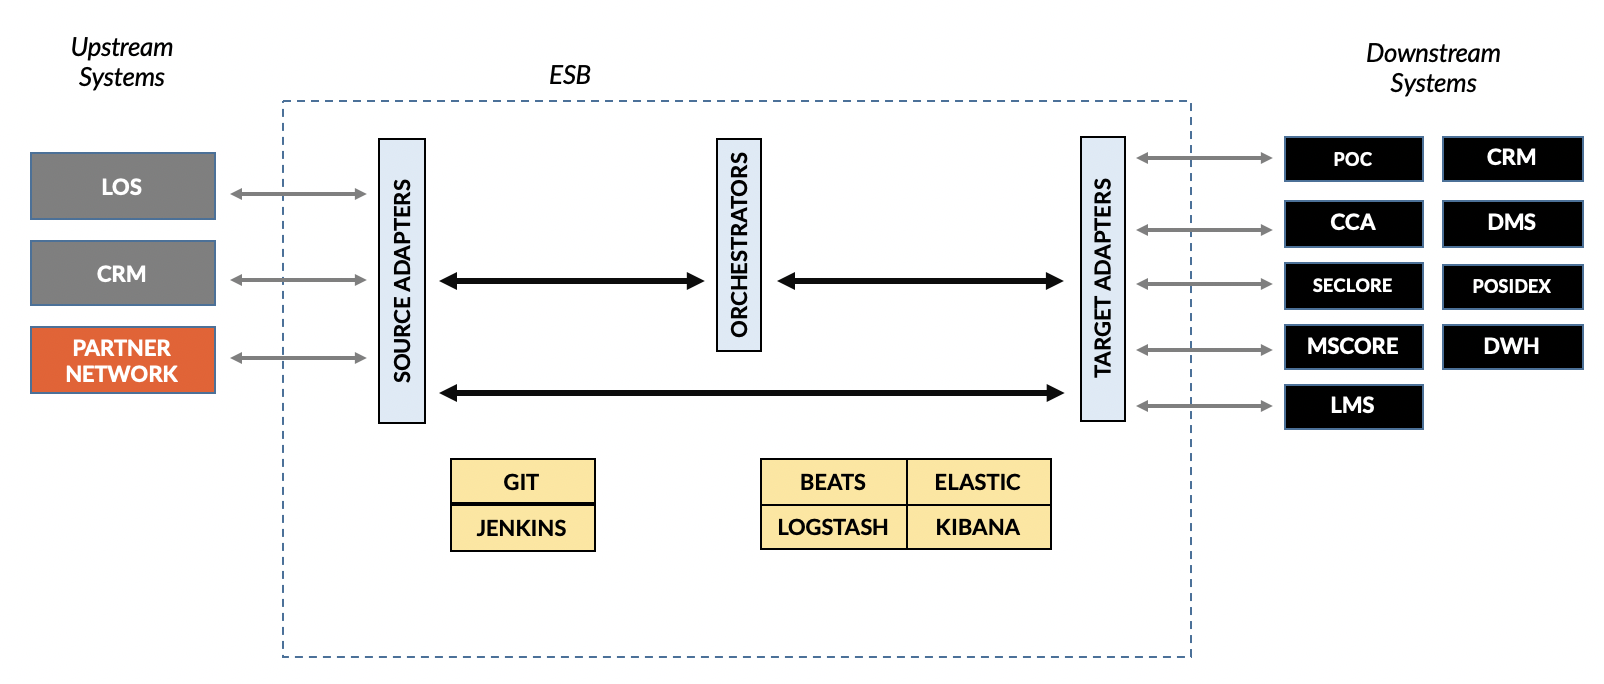 Upstream
Systems
ESB
Downstream
Systems
LOS
CRM
PARTNER
NETWORK
SOURCE ADAPTERS
ORCHESTRATORS
TARGET ADAPTERS
POC
CRM
CCA
DMS
SECLORE
POSIDEX
MSCORE
DWH
LMS
GIT
JENKINS
BEATS
ELASTIC
LOGSTASH
KIBANA